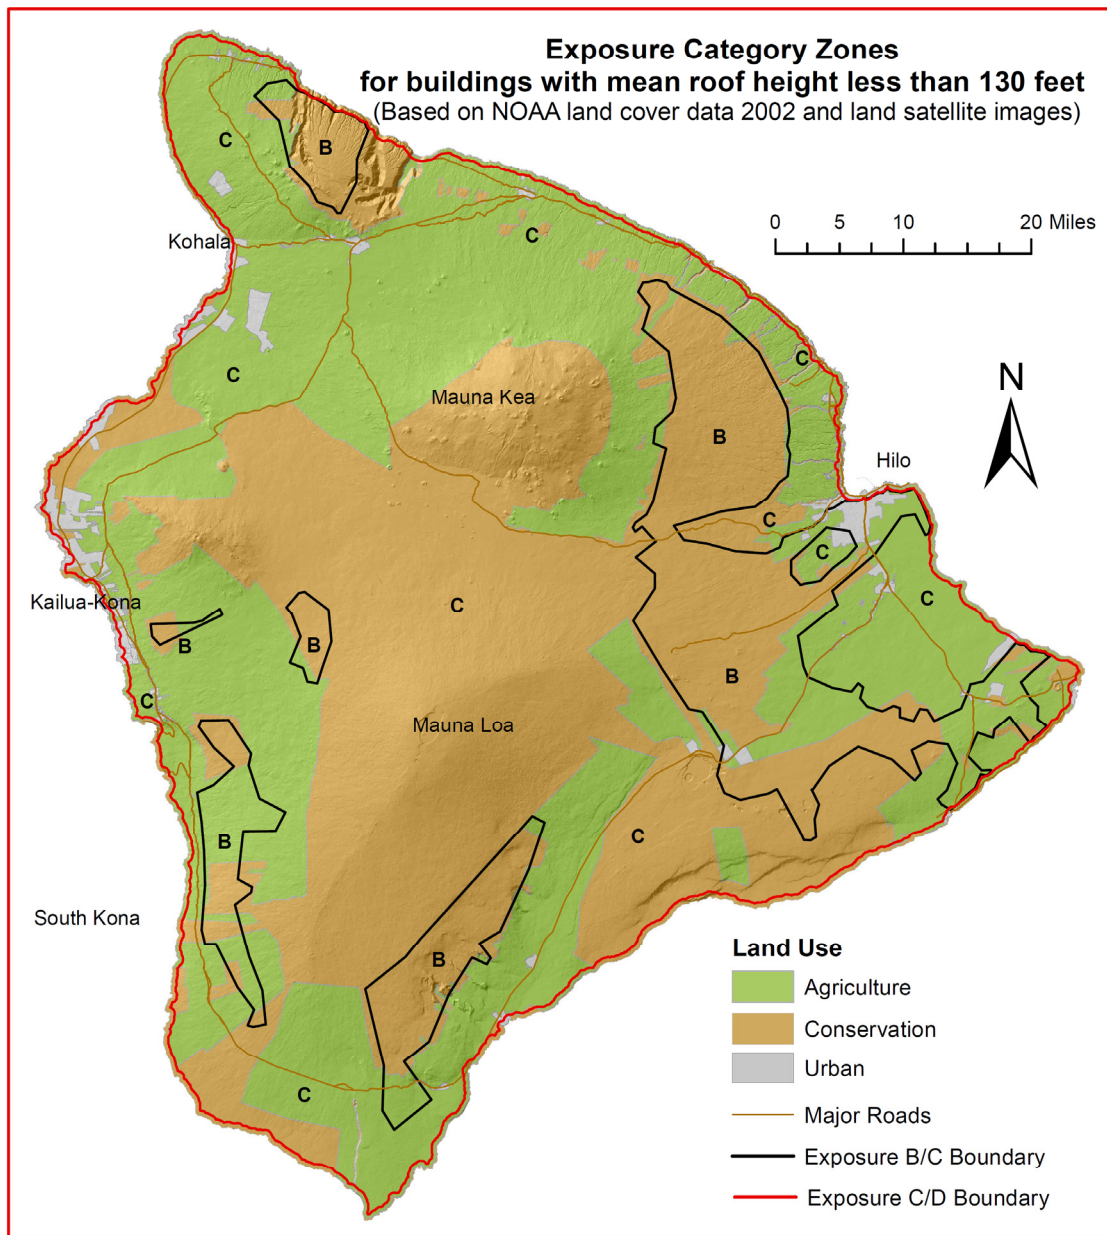 Exposure Category Zones
for buildings with mean roof height less than 130 feet
(Based on NOAA land cover data 2002 and land satellite images)
C
B
0 5 10 20 Miles
Kohala
C
C
C
N
Mauna Kea
B
Hilo
C
C
Kailua-Kona
C
C
B
B
B
C
Mauna Loa
B
C
South Kona
B
C
Land Use
Agriculture
Conservation
Urban
Major Roads
Exposure B/C Boundary
Exposure C/D Boundary